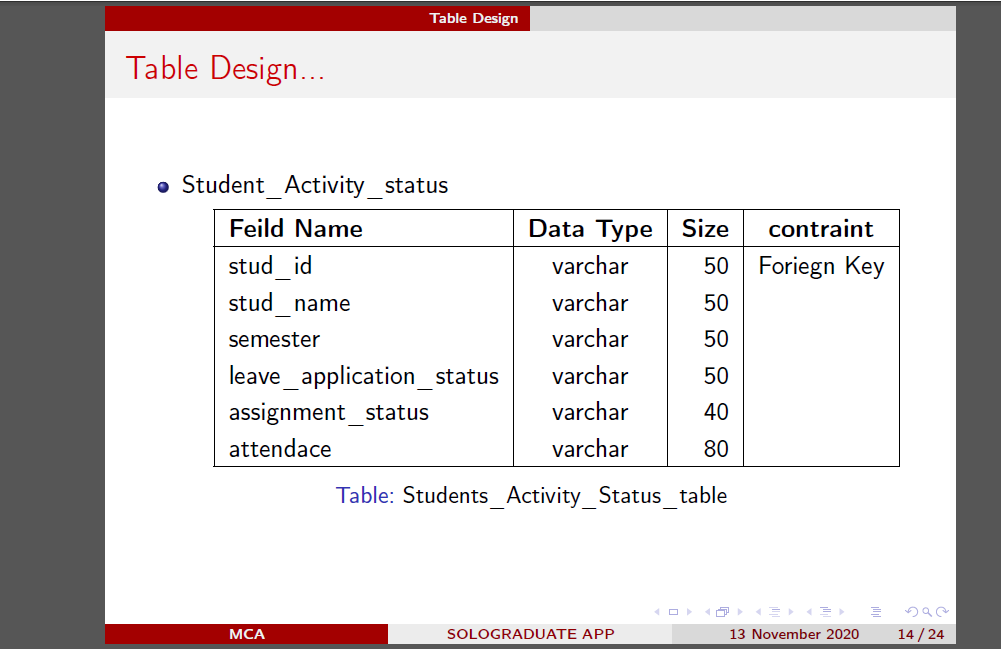 Table Design
Table Design...
Student_Activity_status
Feild Name Data Type Size contraint
stud_id varchar 50 Foriegn Key
stud_name varchar 50
semester varchar 50
leave_application_status varchar 50
assignment_status varchar 40
attendace varchar 80
Table: Students_Activity_Status_table
MCA SOLOGRADUATE APP 13 November 2020 14 / 24